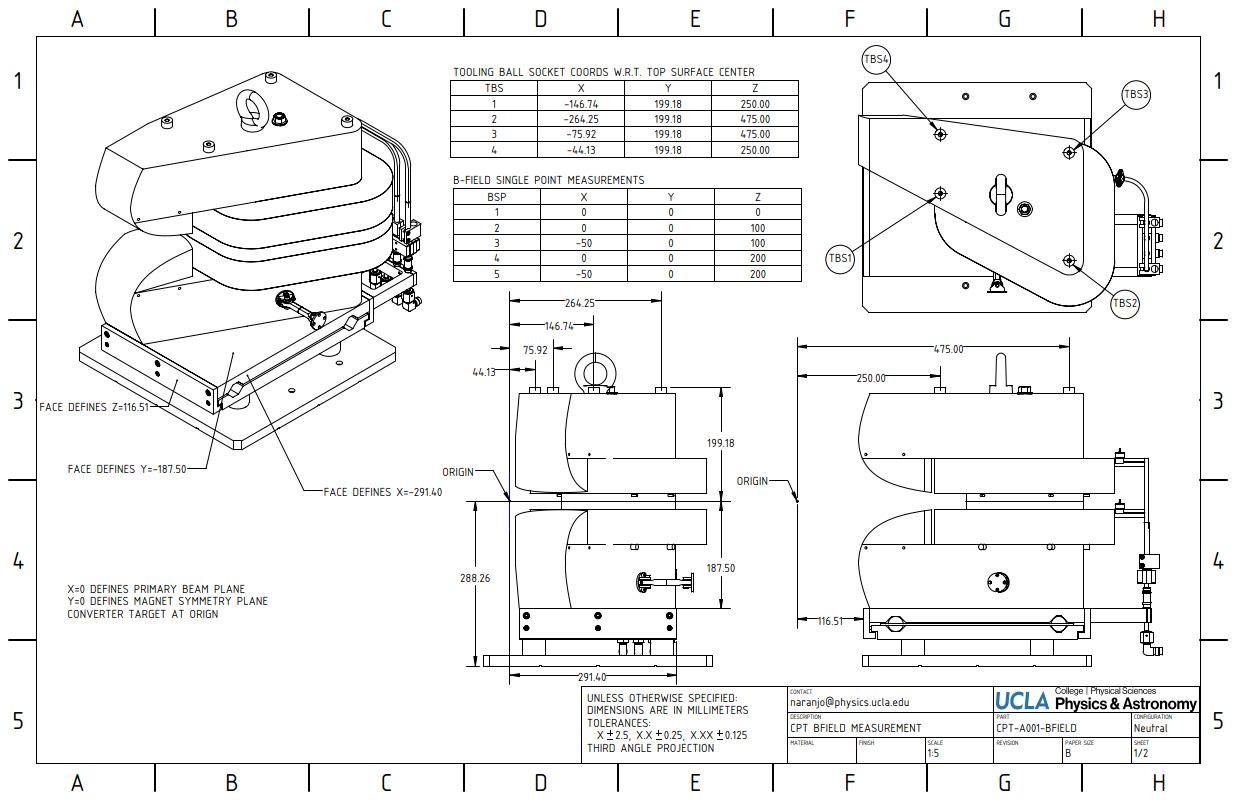 A B C D E F G H
1 1
2 2
3 3
4 4
5 5
A B C D E F G H
TOOLING BALL SOCKET COORDS W.R.T. TOP SURFACE CENTER
TBS X Y Z
1 -146.74 199.18 250.00
2 -264.25 199.18 475.00
3 -75.92 199.18 475.00
4 -44.13 199.18 250.00
B-FIELD SINGLE POINT MEASUREMENTS
BSP X Y Z
1 0 0 0
2 0 0 100
3 -50 0 100
4 0 0 200
5 -50 0 200
TBS4
TBS3
TBS1
TBS2
FACE DEFINES Z=116.51
FACE DEFINES Y=-187.50
FACE DEFINES X=-291.40
264.25
146.74
75.92
44.13
199.18
ORIGIN
187.50
288.26
291.40
475.00
250.00
ORIGIN
116.51
X=0 DEFINES PRIMARY BEAM PLANE
Y=0 DEFINES MAGNET SYMMETRY PLANE
CONVERTER TARGET AT ORIGN
UNLESS OTHERWISE SPECIFIED:
DIMENSIONS ARE IN MILLIMETERS
TOLERANCES:
X ±2.5, X.X ±0.25, X.XX ±0.125
THIRD ANGLE PROJECTION
CONTACT
naranjo@physics.ucla.edu
UCLA College | Physical Sciences
Physics & Astronomy
DESCRIPTION
CPT BFIELD MEASUREMENT
PART
CPT-A001-BFIELD
CONFIGURATION
Neutral
MATERIAL
FINISH
SCALE
1:5
REVISION
PAPER SIZE
B
SHEET
1/2